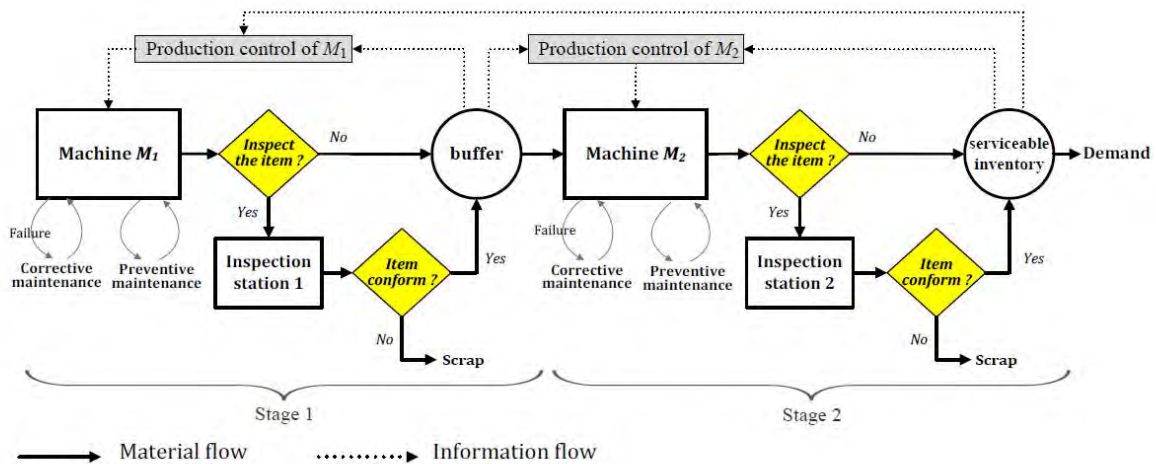 Production control of M1
Production control of M2
Machine M1
Inspect
the item ?
No
Yes
buffer
Machine M2
Inspect
the item ?
No
Yes
serviceable
inventory
Demand
Failure
Corrective
maintenance
Preventive
maintenance
Inspection
station 1
Item
conform ?
Yes
No
Scrap
Failure
Corrective
maintenance
Preventive
maintenance
Inspection
station 2
Item
conform ?
Yes
No
Scrap
Stage 1
Stage 2
Material flow
Information flow